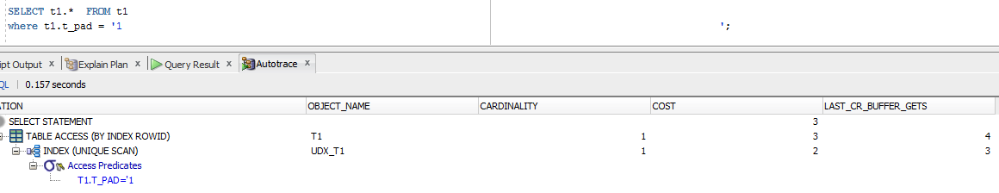 SELECT t1.* FROM t1
where t1.t_pad = '1 ';
ipt Output x Explain Plan x Query Result x Autotrace x
QL 0.157 seconds
ATION OBJECT_NAME CARDINALITY COST LAST_CR_BUFFER_GETS
SELECT STATEMENT 3
TABLE ACCESS (BY INDEX ROWID) T1 1 3 4
INDEX (UNIQUE SCAN) UDX_T1 1 2 3
Access Predicates
T1.T_PAD='1